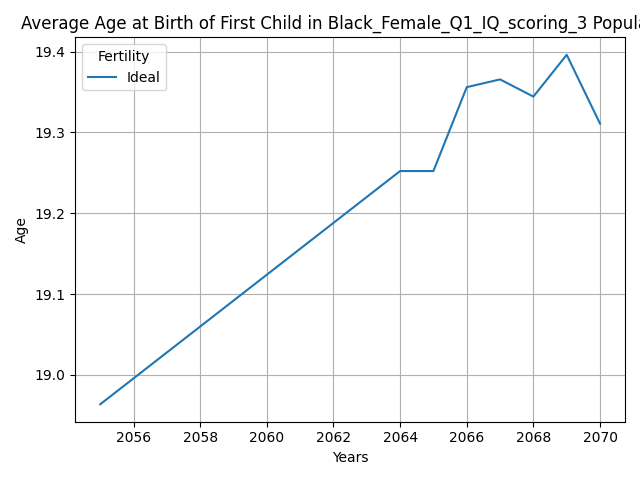 Average Age at Birth of First Child in Black_Female_Q1_IQ_scoring_3 Popula
19.4
19.3
19.2
19.1
19.0
Age
Fertility
Ideal
2056 2058 2060 2062 2064 2066 2068 2070
Years